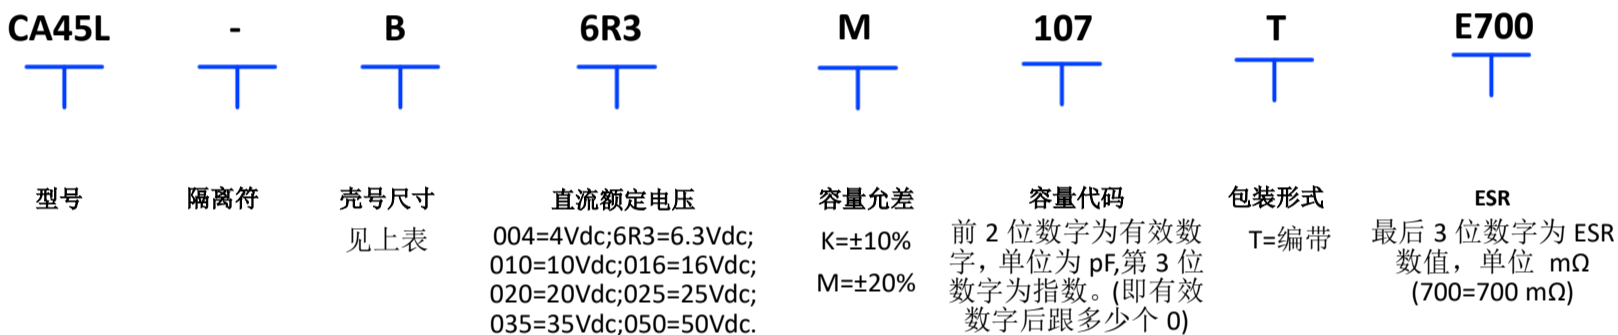 CA45L - B 6R3 M 107 T E700
型号 隔离符 壳号尺寸 直流额定电压 容量允差 容量代码 包装形式 ESR
见上表
004=4Vdc;6R3=6.3Vdc;
010=10Vdc;016=16Vdc;
020=20Vdc;025=25Vdc;
035=35Vdc;050=50Vdc.
K=±10%
M=±20%
前 2 位数字为有效数
字，单位为 pF,第 3 位
数字为指数。(即有效
数字后跟多少个 0)
T=编带
最后 3 位数字为 ESR
数值，单位 mΩ
(700=700 mΩ)